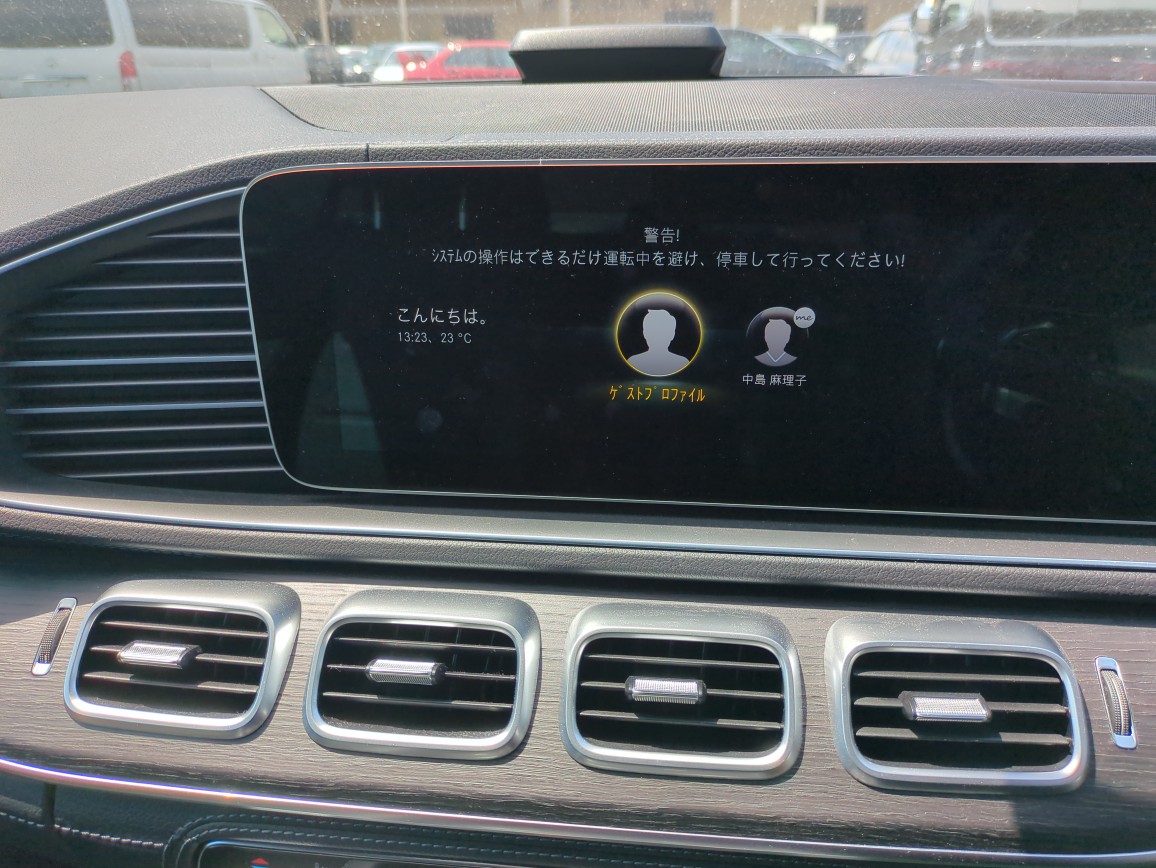 警告!
ｼｽﾃﾑの操作はできるだけ運転中を避け、停車して行ってください!
こんにちは。
13:23、23 °C
me
ｹﾞｽﾄﾌﾟﾛﾌｧｲﾙ
中島 麻理子